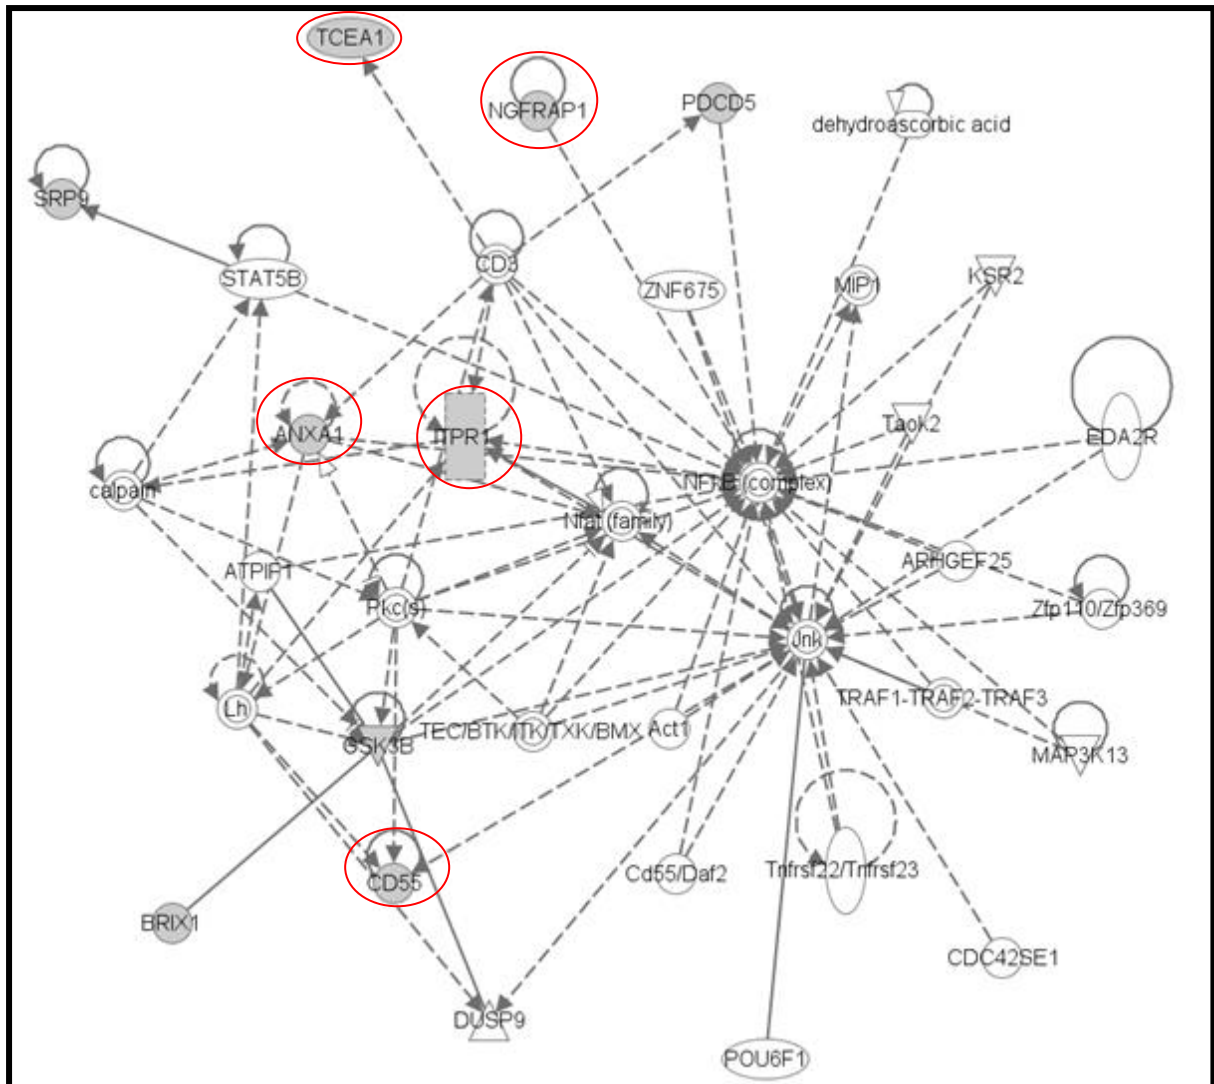 TCEA1
NGFRAP1
PDCD5
dehydroascorbic acid
SRP9
STAT5B
CD3
ZNF675
MIP1
KSR2
ANXA1
ITPR1
Taok2
EDA2R
calpain
NFkB (complex)
Nfat (family)
ATPIF1
ARHGEF25
Pkc(s)
Zfp110/Zfp369
Jnk
Lh
TRAF1-TRAF2-TRAF3
GSK3B
TEC/BTK/ITK/TXK/BMX
Act1
MAP3K13
CD55
Cd55/Daf2
Tnfrsf22/Tnfrsf23
BRIX1
CDC42SE1
DUSP9
POU6F1